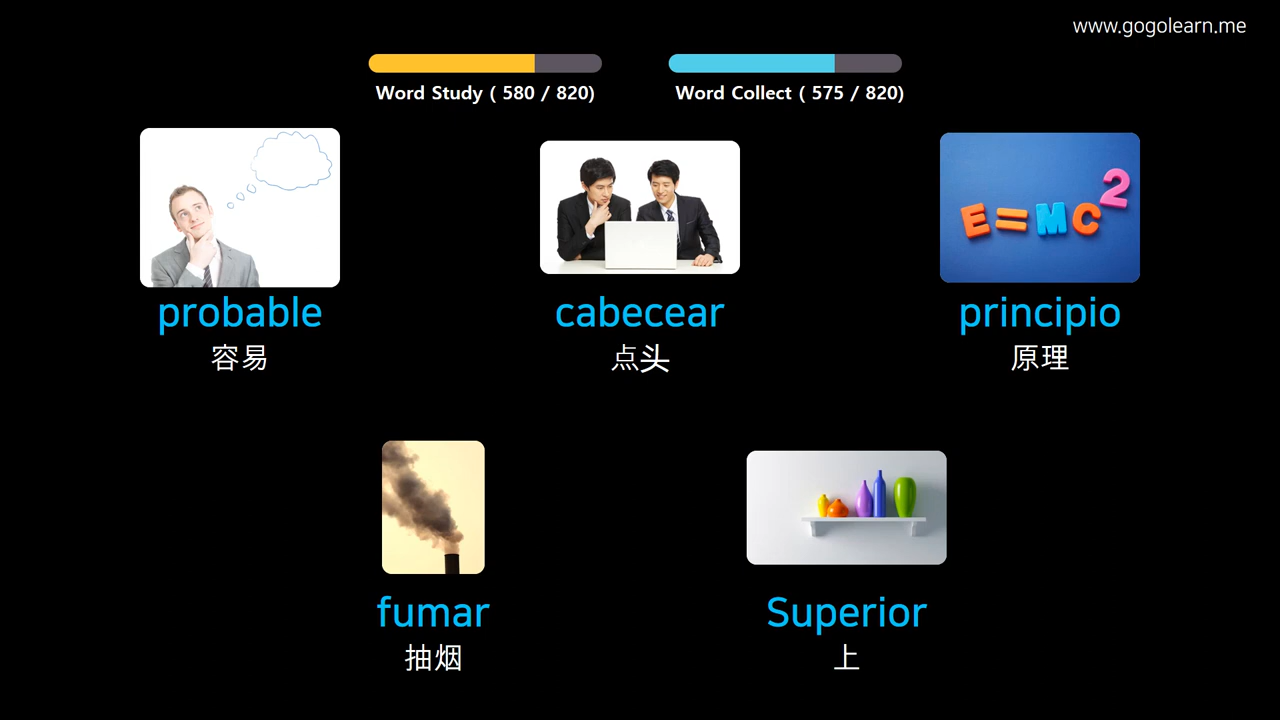 www.gogolearn.me
Word Study ( 580 / 820)
Word Collect ( 575 / 820)
E=MC2
probable
容易
cabecear
点头
principio
原理
fumar
抽烟
Superior
上